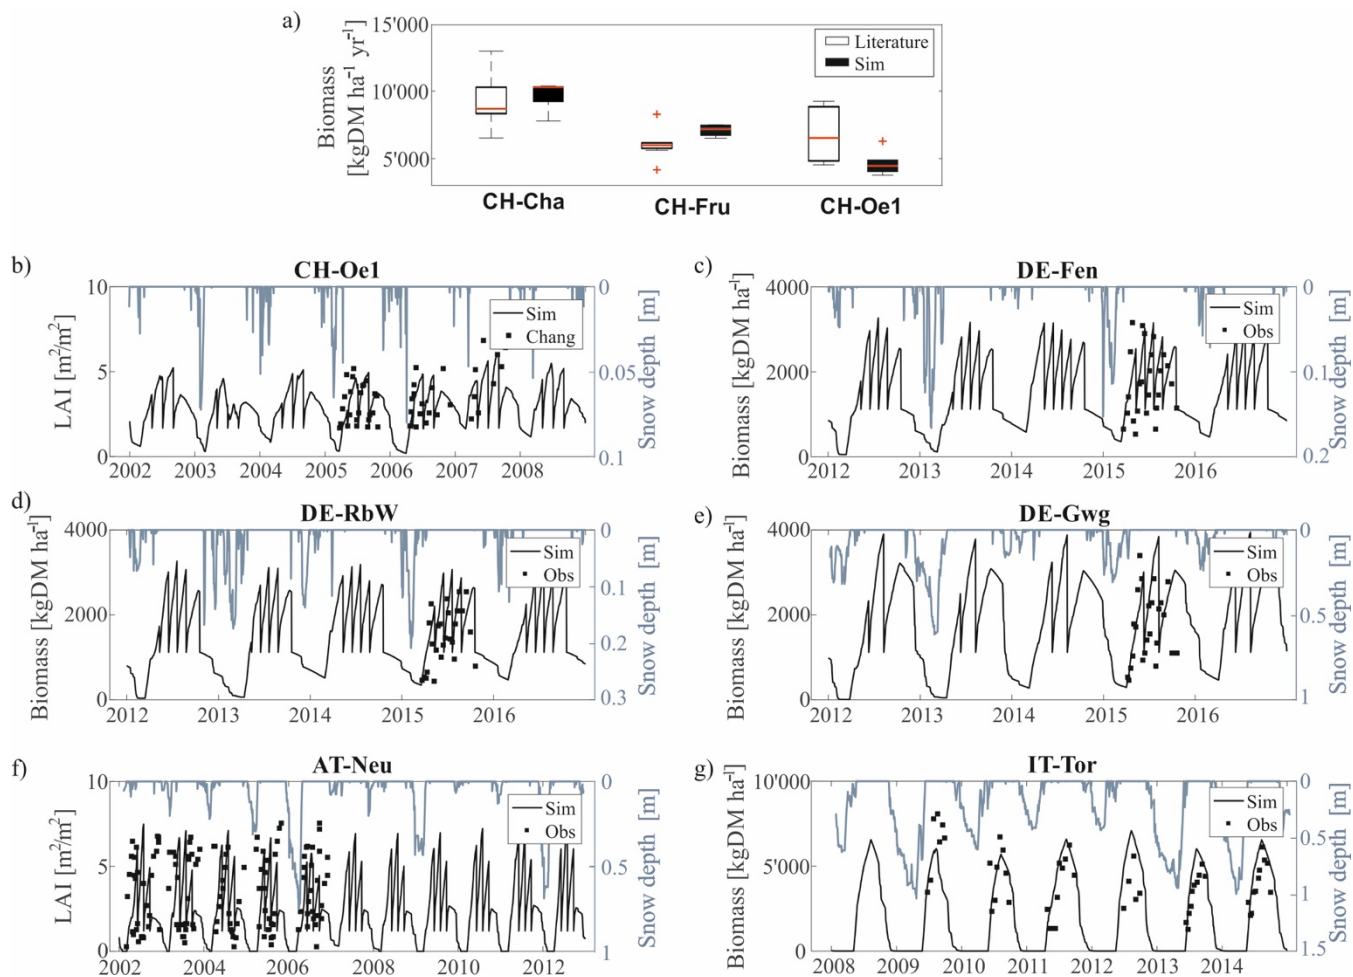 a)
15'000
10'000
5'000
Biomass
[kgDM ha⁻¹ yr⁻¹]
Literature
Sim
CH-Cha
CH-Fru
CH-Oe1
b)
CH-Oe1
10
5
0
LAI [m²/m²]
Sim
Chang
0
0.05
0.1
Snow depth [m]
2002 2003 2004 2005 2006 2007 2008
c)
DE-Fen
4000
2000
0
Biomass [kgDM ha⁻¹]
Sim
Obs
0
0.1
0.2
Snow depth [m]
2012 2013 2014 2015 2016
d)
DE-RbW
4000
2000
0
Biomass [kgDM ha⁻¹]
Sim
Obs
0
0.1
0.2
0.3
Snow depth [m]
2012 2013 2014 2015 2016
e)
DE-Gwg
4000
2000
0
Biomass [kgDM ha⁻¹]
Sim
Obs
0
0.5
1
Snow depth [m]
2012 2013 2014 2015 2016
f)
AT-Neu
10
5
0
LAI [m²/m²]
Sim
Obs
0
0.5
1
Snow depth [m]
2002 2004 2006 2008 2010 2012
g)
IT-Tor
10'000
5'000
0
Biomass [kgDM ha⁻¹]
Sim
Obs
0
0.5
1
1.5
Snow depth [m]
2008 2009 2010 2011 2012 2013 2014